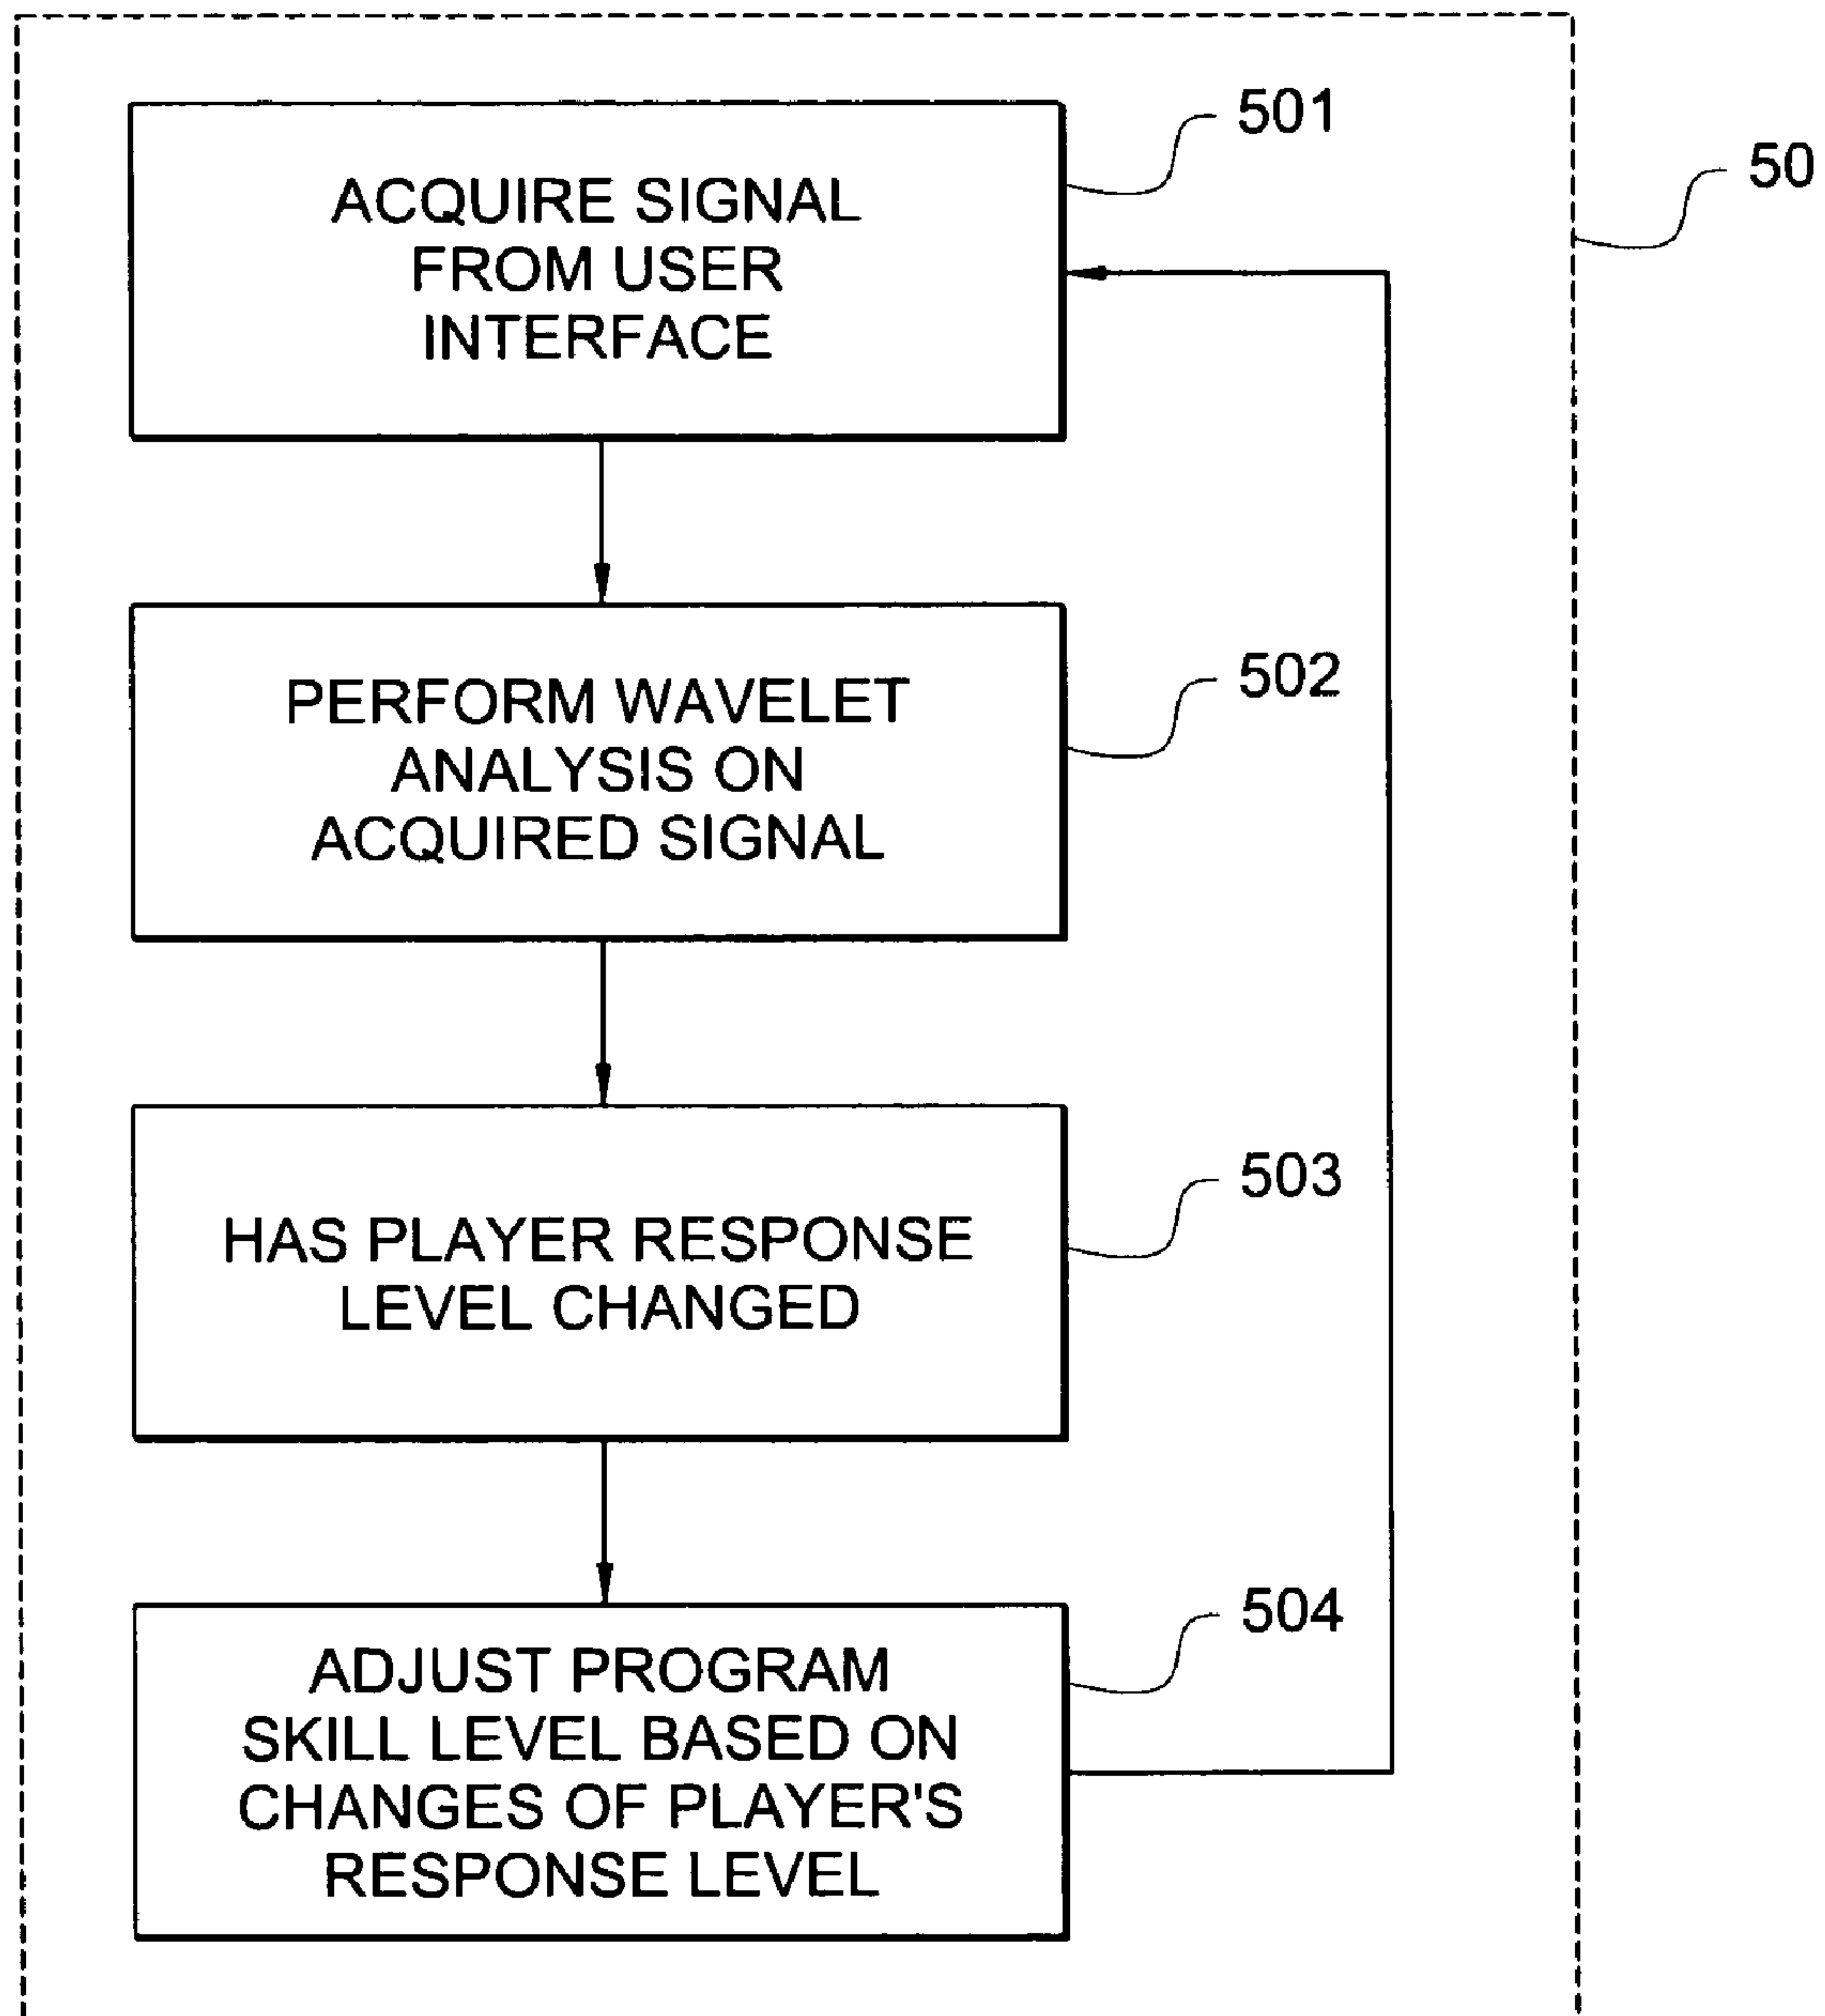 501
50
ACQUIRE SIGNAL
FROM USER
INTERFACE
502
PERFORM WAVELET
ANALYSIS ON
ACQUIRED SIGNAL
503
HAS PLAYER RESPONSE
LEVEL CHANGED
504
ADJUST PROGRAM
SKILL LEVEL BASED ON
CHANGES OF PLAYER'S
RESPONSE LEVEL